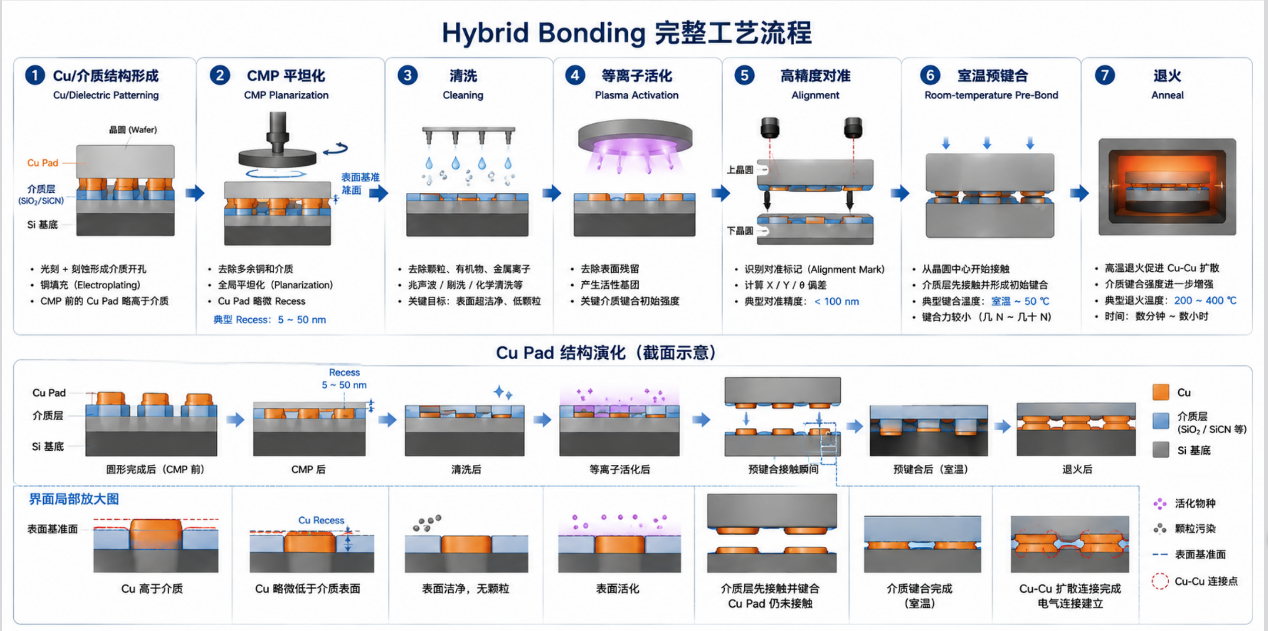 Hybrid Bonding 完整工艺流程
1 Cu/介质结构形成
Cu/Dielectric Patterning
晶圆 (Wafer)
Cu Pad
介质层
(SiO₂/SiCN)
Si 基底
• 光刻 + 刻蚀形成介质开孔
• 铜填充（Electroplating）
• CMP 前的 Cu Pad 略高于介质
2 CMP 平坦化
CMP Planarization
表面基准
• 去除多余铜和介质
• 全局平坦化（Planarization）
• Cu Pad 略微 Recess
典型 Recess：5 ~ 50 nm
3 清洗
Cleaning
• 去除颗粒、有机物、金属离子
• 兆声波 / 刷洗 / 化学清洗等
• 关键目标：表面超洁净、低颗粒
4 等离子活化
Plasma Activation
• 去除表面残留
• 产生活性基团
• 关键介质键合初始强度
5 高精度对准
Alignment
上晶圆
下晶圆
• 识别对准标记（Alignment Mark）
• 计算 X / Y / θ 偏差
• 典型对准精度：< 100 nm
6 室温预键合
Room-temperature Pre-Bond
• 从晶圆中心开始接触
• 介质层先接触并形成初始键合
• 典型键合温度：室温 ~ 50 ℃
• 键合力较小（几 N ~ 几十 N）
7 退火
Anneal
• 高温退火促进 Cu-Cu 扩散
• 介质键合强度进一步增强
• 典型退火温度：200 ~ 400 ℃
• 时间：数分钟 ~ 数小时
Cu Pad 结构演化（截面示意）
Cu Pad
介质层
Si 基底
圆形完成后（CMP 前）
Recess
5 ~ 50 nm
CMP 后
清洗后
等离子活化后
预键合接触瞬间
预键合后（室温）
退火后
Cu
介质层
(SiO₂ / SiCN 等)
Si 基底
界面局部放大图
表面基准面
Cu 高于介质
Cu Recess
Cu 略微低于介质表面
表面洁净，无颗粒
表面活化
介质层先接触并键合
Cu Pad 仍未接触
介质键合完成
（室温）
Cu-Cu 扩散连接完成
电气连接建立
活化物种
颗粒污染
表面基准面
Cu-Cu 连接点